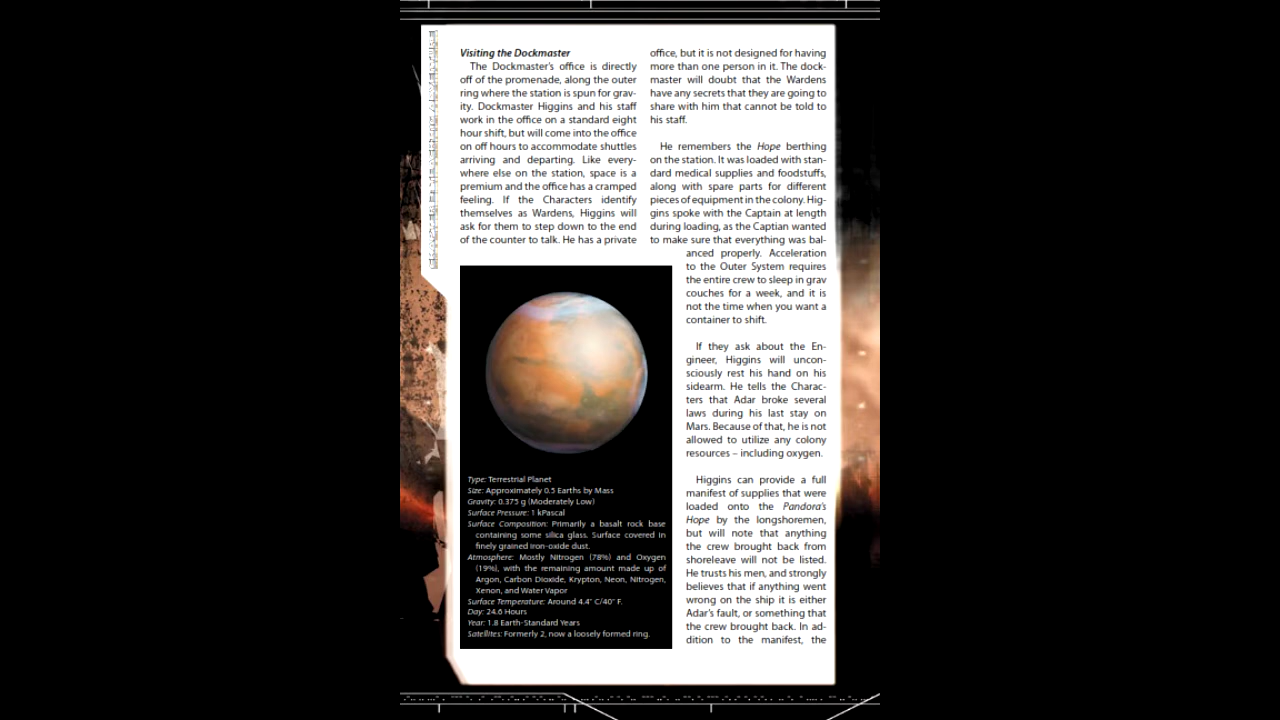 Visiting the Dockmaster
The Dockmaster's office is directly
off of the promenade, along the outer
ring where the station is spun for grav-
ity. Dockmaster Higgins and his staff
work in the office on a standard eight
hour shift, but will come into the office
on off hours to accommodate shuttles
arriving and departing. Like every-
where else on the station, space is a
premium and the office has a cramped
feeling. If the Characters identify
themselves as Wardens, Higgins will
ask for them to step down to the end
of the counter to talk. He has a private
office, but it is not designed for having
more than one person in it. The dock-
master will doubt that the Wardens
have any secrets that they are going to
share with him that cannot be told to
his staff.
He remembers the Hope berthing
on the station. It was loaded with stan-
dard medical supplies and foodstuffs,
along with spare parts for different
pieces of equipment in the colony. Hig-
gins spoke with the Captain at length
during loading, as the Captian wanted
to make sure that everything was bal-
anced properly. Acceleration
to the Outer System requires
the entire crew to sleep in grav
couches for a week, and it is
not the time when you want a
container to shift.
If they ask about the En-
gineer, Higgins will uncon-
sciously rest his hand on his
sidearm. He tells the Charac-
ters that Adar broke several
laws during his last stay on
Mars. Because of that, he is not
allowed to utilize any colony
resources – including oxygen.
Higgins can provide a full
manifest of supplies that were
loaded onto the Pandora's
Hope by the longshoremen,
but will note that anything
the crew brought back from
shoreleave will not be listed.
He trusts his men, and strongly
believes that if anything went
wrong on the ship it is either
Adar's fault, or something that
the crew brought back. In ad-
dition to the manifest, the
Type: Terrestrial Planet
Size: Approximately 0.5 Earths by Mass
Gravity: 0.375 g (Moderately Low)
Surface Pressure: 1 kPascal
Surface Composition: Primarily a basalt rock base
containing some silica glass. Surface covered in
finely grained iron-oxide dust.
Atmosphere: Mostly Nitrogen (78%) and Oxygen
(19%), with the remaining amount made up of
Argon, Carbon Dioxide, Krypton, Neon, Nitrogen,
Xenon, and Water Vapor
Surface Temperature: Around 4.4° C/40° F.
Day: 24.6 Hours
Year: 1.8 Earth-Standard Years
Satellites: Formerly 2, now a loosely formed ring.